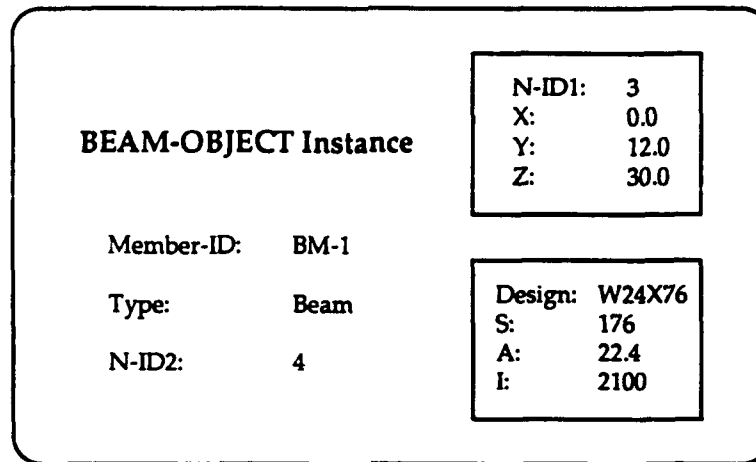 BEAM-OBJECT Instance
Member-ID: BM-1
Type: Beam
N-ID2: 4
N-ID1: 3
X: 0.0
Y: 12.0
Z: 30.0
Design: W24X76
S: 176
A: 22.4
I: 2100